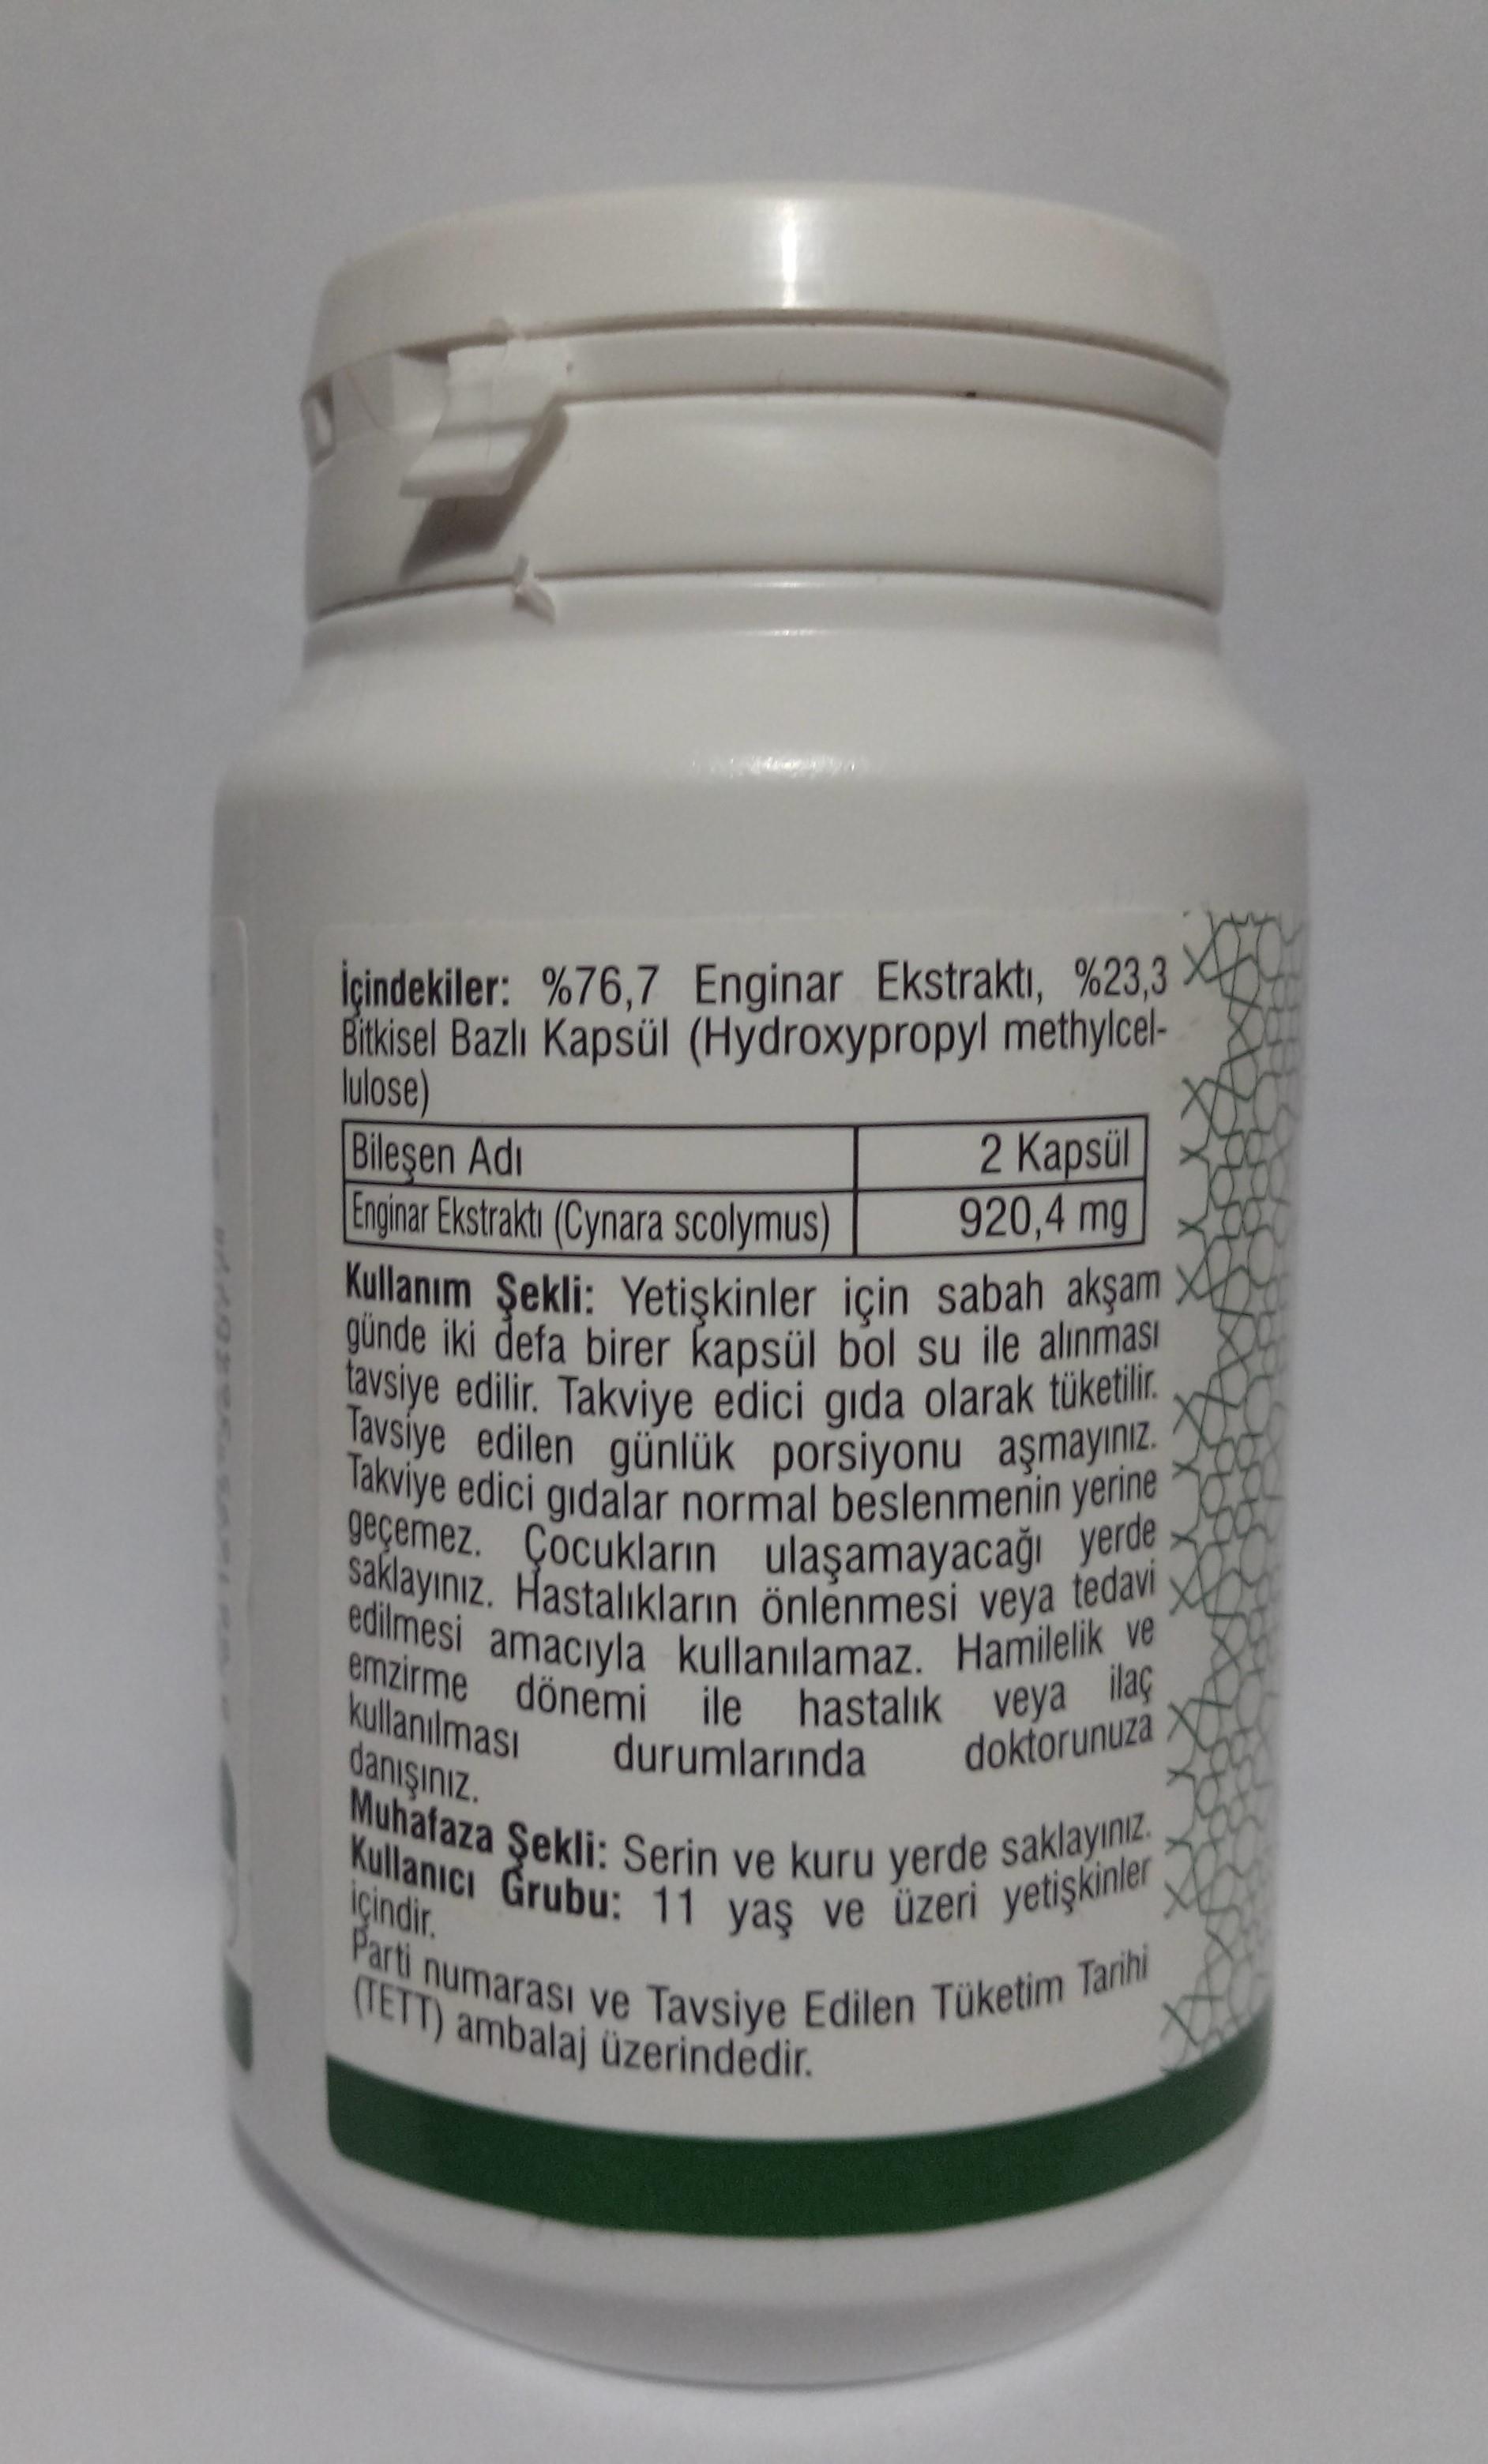 İçindekiler: %76,7 Enginar Ekstraktı, %23,3
Bitkisel Bazlı Kapsül (Hydroxypropyl methylcel-
lulose)
Bileşen Adı 2 Kapsül
Enginar Ekstraktı (Cynara scolymus) 920,4 mg
Kullanım Şekli: Yetişkinler için sabah akşam
günde iki defa birer kapsül bol su ile alınması
tavsiye edilir. Takviye edici gıda olarak tüketilir.
Tavsiye edilen günlük porsiyonu aşmayınız.
Takviye edici gıdalar normal beslenmenin yerine
geçemez. Çocukların ulaşamayacağı yerde
saklayınız. Hastalıkların önlenmesi veya tedavi
edilmesi amacıyla kullanılamaz. Hamilelik ve
emzirme dönemi ile hastalık veya ilaç
kullanılması durumlarında doktorunuza
danışınız.
Muhafaza Şekli: Serin ve kuru yerde saklayınız.
Kullanıcı Grubu: 11 yaş ve üzeri yetişkinler
içindir.
Parti numarası ve Tavsiye Edilen Tüketim Tarihi
(TETT) ambalaj üzerindedir.